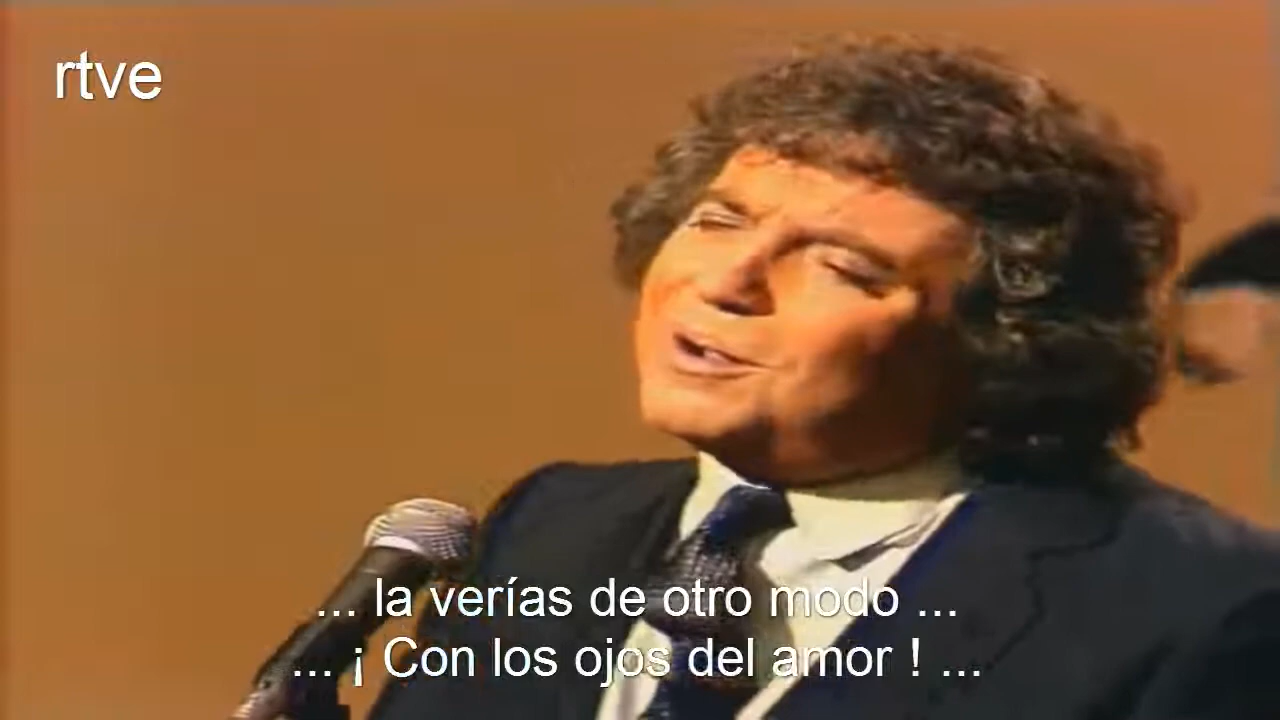 rtve
... la verías de otro modo ...
... ¡ Con los ojos del amor ! ...